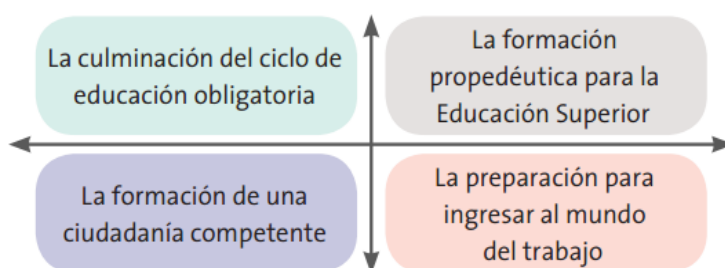 La culminación del ciclo de
educación obligatoria
La formación
propedéutica para la
Educación Superior
La formación de una
ciudadanía competente
La preparación para
ingresar al mundo
del trabajo